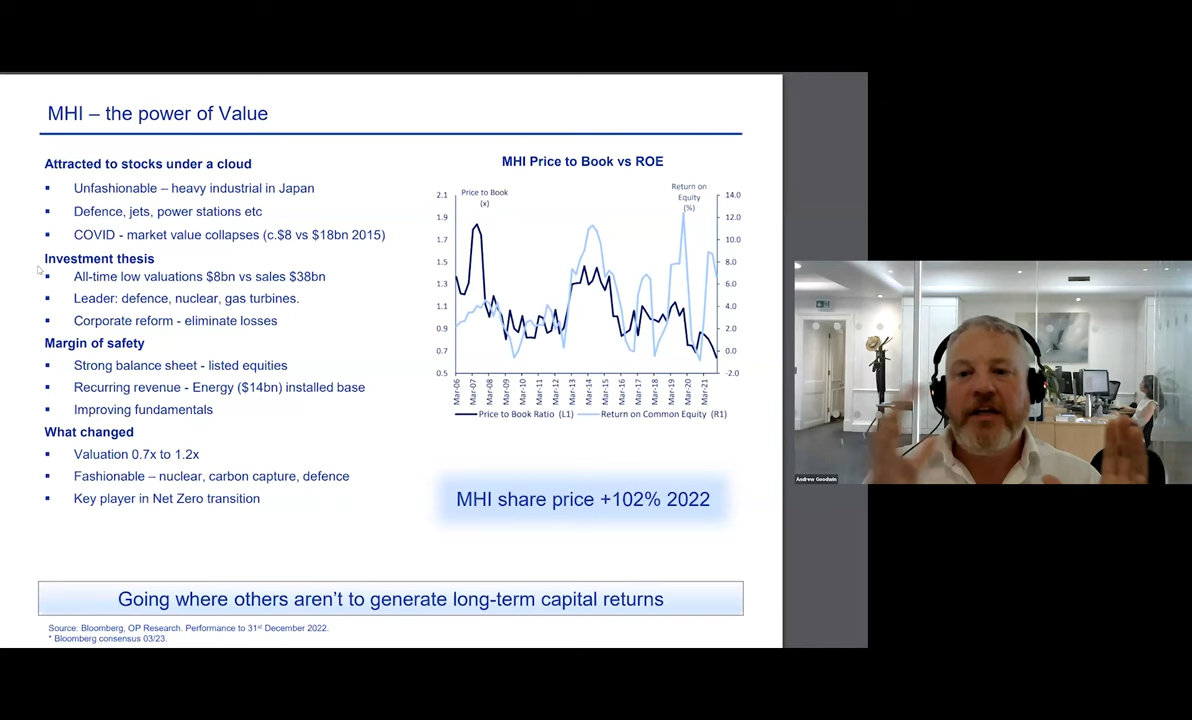 MHI – the power of Value
Attracted to stocks under a cloud
▪ Unfashionable – heavy industrial in Japan
▪ Defence, jets, power stations etc
▪ COVID - market value collapses (c.$8 vs $18bn 2015)
Investment thesis
▪ All-time low valuations $8bn vs sales $38bn
▪ Leader: defence, nuclear, gas turbines.
▪ Corporate reform - eliminate losses
Margin of safety
▪ Strong balance sheet - listed equities
▪ Recurring revenue - Energy ($14bn) installed base
▪ Improving fundamentals
What changed
▪ Valuation 0.7x to 1.2x
▪ Fashionable – nuclear, carbon capture, defence
▪ Key player in Net Zero transition
MHI Price to Book vs ROE
Price to Book
(x)
Return on
Equity
(%)
2.1
1.9
1.7
1.5
1.3
1.1
0.9
0.7
0.5
14.0
12.0
10.0
8.0
6.0
4.0
2.0
0.0
-2.0
Mar-06
Mar-07
Mar-08
Mar-09
Mar-10
Mar-11
Mar-12
Mar-13
Mar-14
Mar-15
Mar-16
Mar-17
Mar-18
Mar-19
Mar-20
Mar-21
Price to Book Ratio (L1) Return on Common Equity (R1)
MHI share price +102% 2022
Going where others aren't to generate long-term capital returns
Source: Bloomberg, OP Research. Performance to 31st December 2022.
* Bloomberg consensus 03/23.
Andrew Goodwin